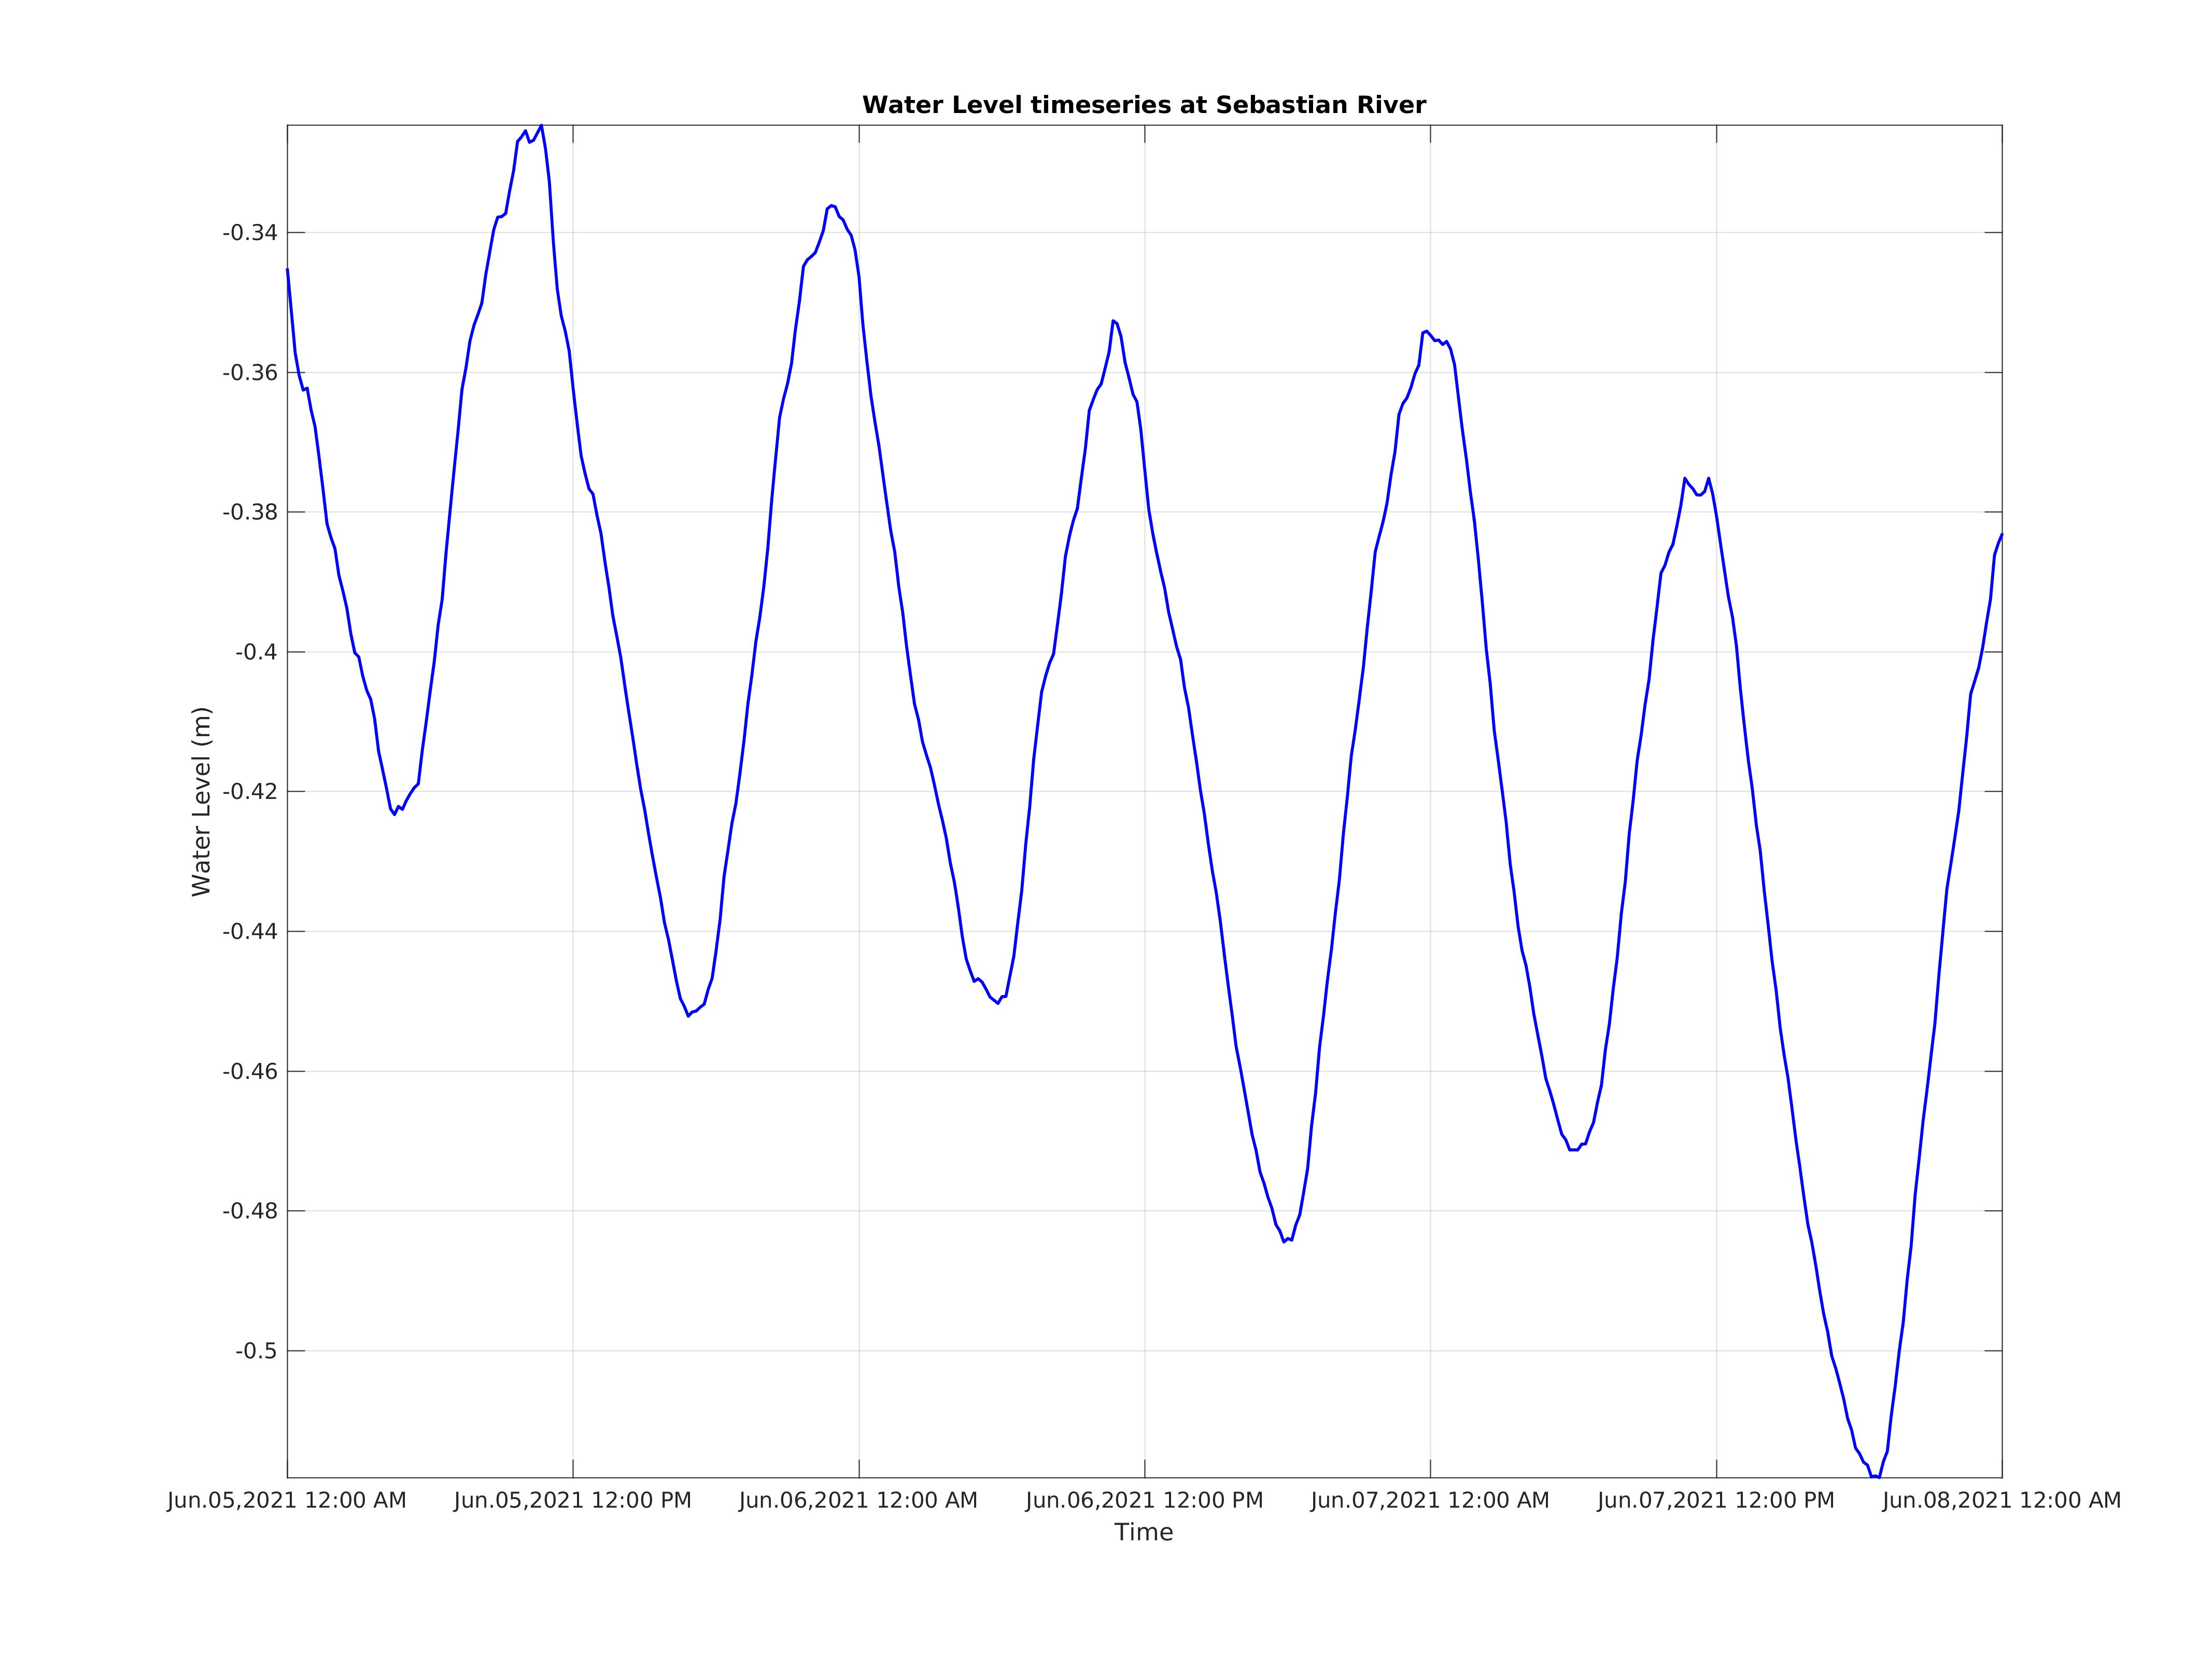 Water Level timeseries at Sebastian River
-0.34
-0.36
-0.38
-0.4
-0.42
-0.44
-0.46
-0.48
-0.5
Water Level (m)
Jun.05,2021 12:00 AM
Jun.05,2021 12:00 PM
Jun.06,2021 12:00 AM
Jun.06,2021 12:00 PM
Jun.07,2021 12:00 AM
Jun.07,2021 12:00 PM
Jun.08,2021 12:00 AM
Time